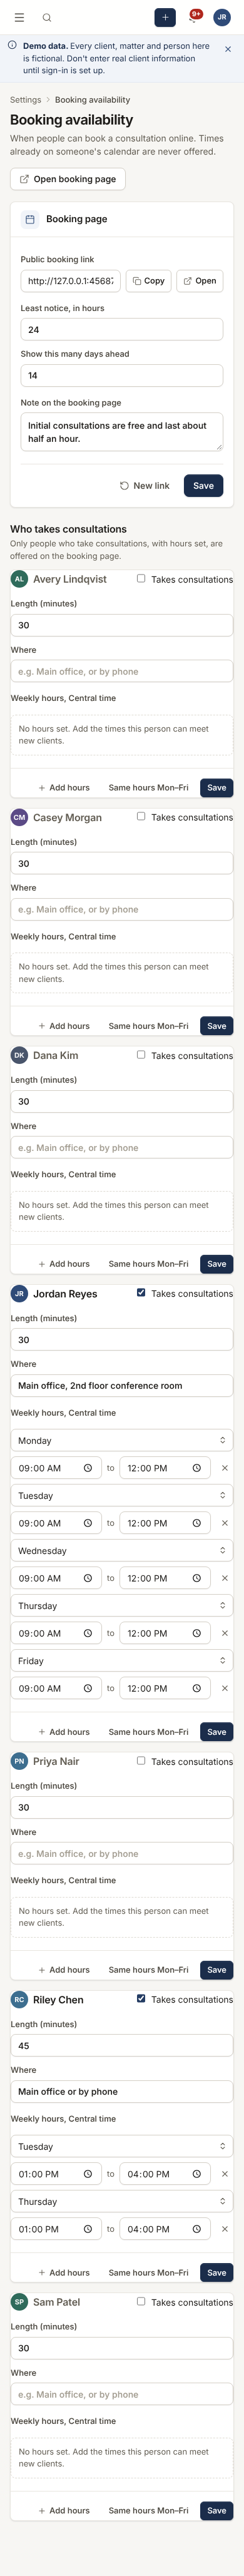 9+
JR
Demo data. Every client, matter and person here
is fictional. Don't enter real client information
until sign-in is set up.
Settings > Booking availability
Booking availability
When people can book a consultation online. Times
already on someone's calendar are never offered.
Open booking page
Booking page
Public booking link
http://127.0.0.1:4568
Copy
Open
Least notice, in hours
24
Show this many days ahead
14
Note on the booking page
Initial consultations are free and last about
half an hour.
New link
Save
Who takes consultations
Only people who take consultations, with hours set, are
offered on the booking page.
AL Avery Lindqvist Takes consultations
Length (minutes)
30
Where
e.g. Main office, or by phone
Weekly hours, Central time
No hours set. Add the times this person can meet
new clients.
+ Add hours Same hours Mon–Fri Save
CM Casey Morgan Takes consultations
Length (minutes)
30
Where
e.g. Main office, or by phone
Weekly hours, Central time
No hours set. Add the times this person can meet
new clients.
+ Add hours Same hours Mon–Fri Save
DK Dana Kim Takes consultations
Length (minutes)
30
Where
e.g. Main office, or by phone
Weekly hours, Central time
No hours set. Add the times this person can meet
new clients.
+ Add hours Same hours Mon–Fri Save
JR Jordan Reyes Takes consultations
Length (minutes)
30
Where
Main office, 2nd floor conference room
Weekly hours, Central time
Monday
09:00 AM to 12:00 PM
Tuesday
09:00 AM to 12:00 PM
Wednesday
09:00 AM to 12:00 PM
Thursday
09:00 AM to 12:00 PM
Friday
09:00 AM to 12:00 PM
+ Add hours Same hours Mon–Fri Save
PN Priya Nair Takes consultations
Length (minutes)
30
Where
e.g. Main office, or by phone
Weekly hours, Central time
No hours set. Add the times this person can meet
new clients.
+ Add hours Same hours Mon–Fri Save
RC Riley Chen Takes consultations
Length (minutes)
45
Where
Main office or by phone
Weekly hours, Central time
Tuesday
01:00 PM to 04:00 PM
Thursday
01:00 PM to 04:00 PM
+ Add hours Same hours Mon–Fri Save
SP Sam Patel Takes consultations
Length (minutes)
30
Where
e.g. Main office, or by phone
Weekly hours, Central time
No hours set. Add the times this person can meet
new clients.
+ Add hours Same hours Mon–Fri Save